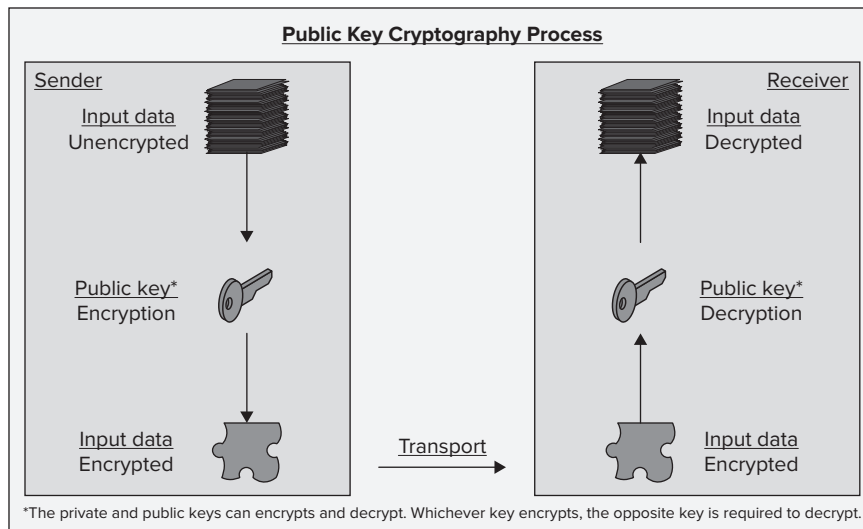 Public Key Cryptography Process
Sender
Input data
Unencrypted
Public key*
Encryption
Input data
Encrypted
Transport
Receiver
Input data
Decrypted
Public key*
Decryption
Input data
Encrypted
*The private and public keys can encrypts and decrypt. Whichever key encrypts, the opposite key is required to decrypt.